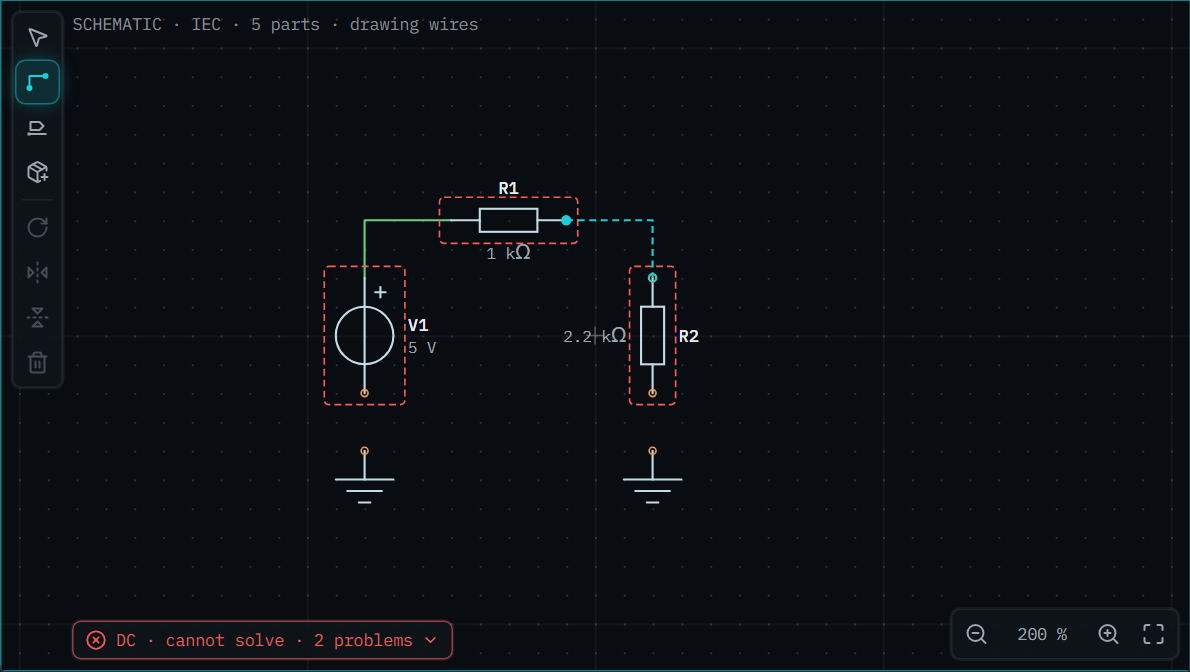 SCHEMATIC · IEC · 5 parts · drawing wires
R1
1 kΩ
+
V1
5 V
2.2 kΩ
R2
DC · cannot solve · 2 problems
200 %